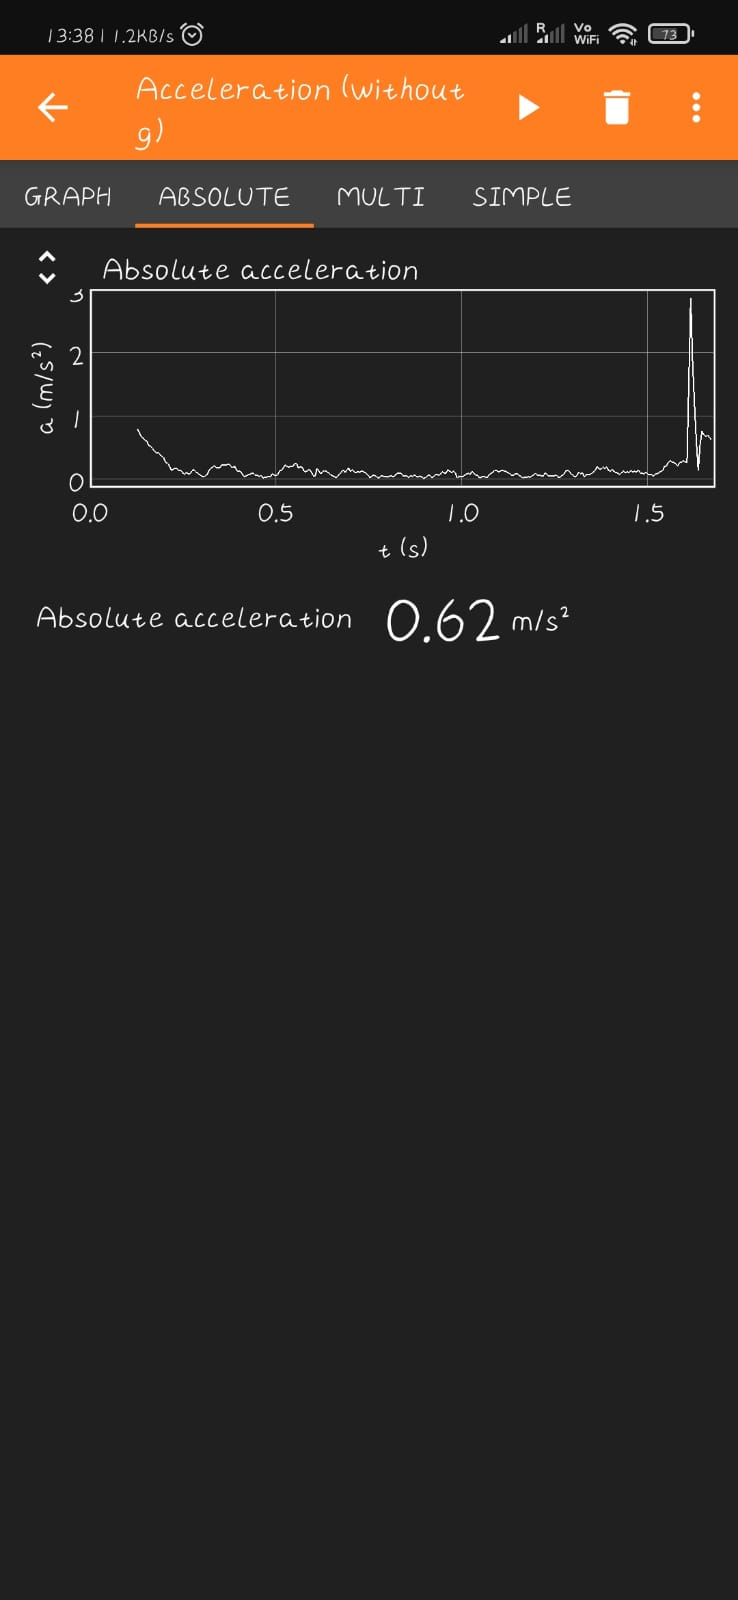 13:38 | 1.2KB/s
R
Vo
WiFi
73
Acceleration (without
g)
GRAPH ABSOLUTE MULTI SIMPLE
Absolute acceleration
3
2
1
0
a (m/s²)
0.0 0.5 1.0 1.5
t (s)
Absolute acceleration 0.62 m/s²